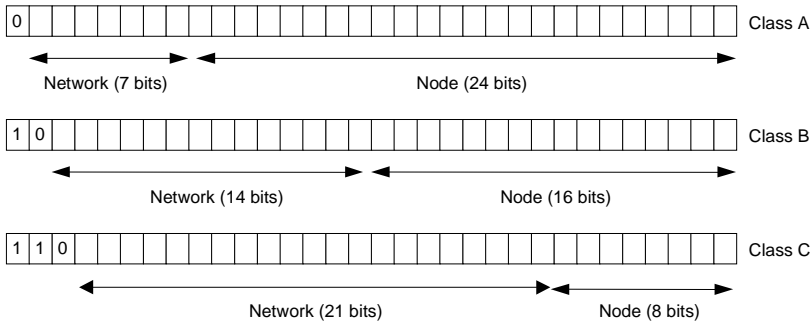 0 Class A
Network (7 bits) Node (24 bits)
1 0 Class B
Network (14 bits) Node (16 bits)
1 1 0 Class C
Network (21 bits) Node (8 bits)